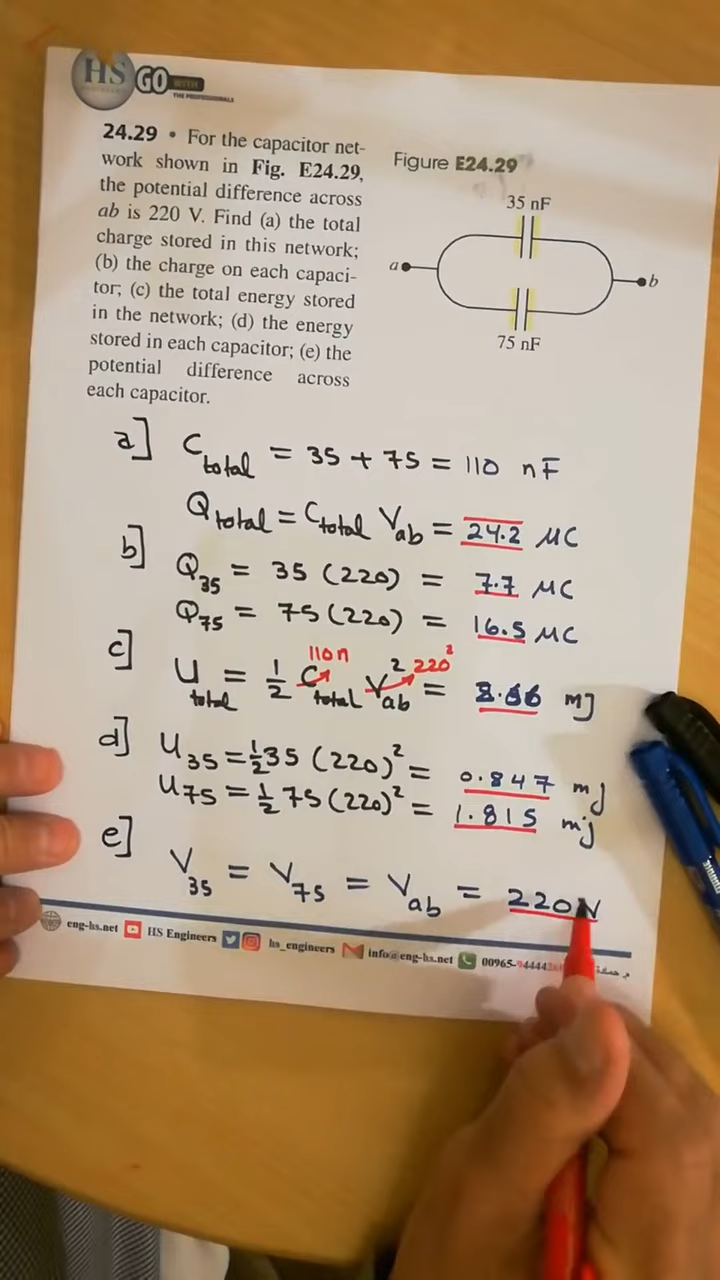 HS
GO WITH
THE PROFESSIONALS
24.29 • For the capacitor net-
work shown in Fig. E24.29,
the potential difference across
ab is 220 V. Find (a) the total
charge stored in this network;
(b) the charge on each capaci-
tor; (c) the total energy stored
in the network; (d) the energy
stored in each capacitor; (e) the
potential difference across
each capacitor.
Figure E24.29
35 nF
a
b
75 nF
a] C total = 35 + 75 = 110 nF
Q total = C total V ab = 24.2 μC
b] Q 35 = 35 (220) = 7.7 μC
Q 75 = 75 (220) = 16.5 μC
110n
220²
c] U total = 1/2 C total V²ab = 2.66 mJ
d] U 35 = 1/2 35 (220)² = 0.847 mJ
U 75 = 1/2 75 (220)² = 1.815 mJ
e] V 35 = V 75 = V ab = 220 V
eng-hs.net HS Engineers hs_engineers info@eng-hs.net 00965-94444